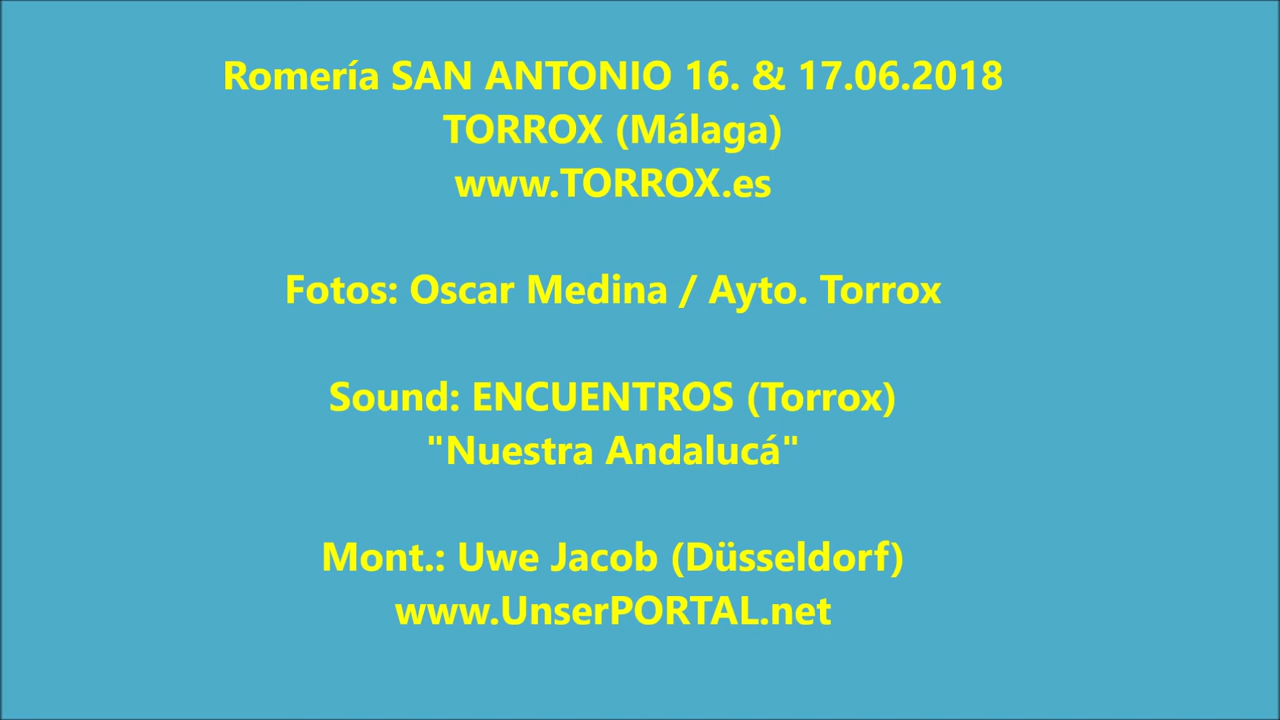 Romería SAN ANTONIO 16. & 17.06.2018
TORROX (Málaga)
www.TORROX.es
Fotos: Oscar Medina / Ayto. Torrox
Sound: ENCUENTROS (Torrox)
"Nuestra Andalucá"
Mont.: Uwe Jacob (Düsseldorf)
www.UnserPORTAL.net